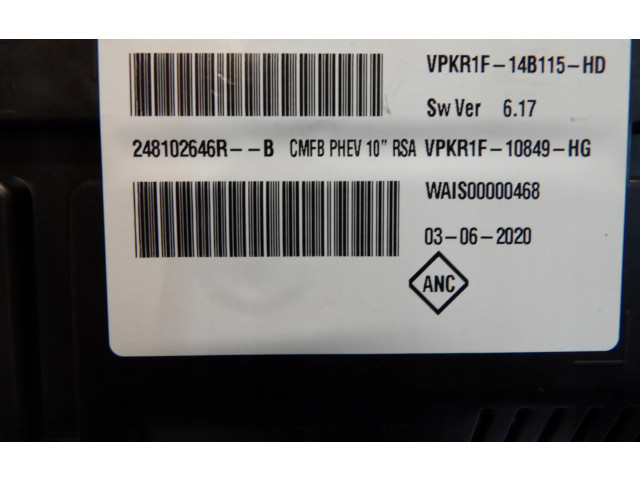 VPKR1F-14B115-HD
Sw Ver 6.17
248102646R--B CMFB PHEV 10" RSA VPKR1F-10849-HG
WAIS00000468
03-06-2020
ANC